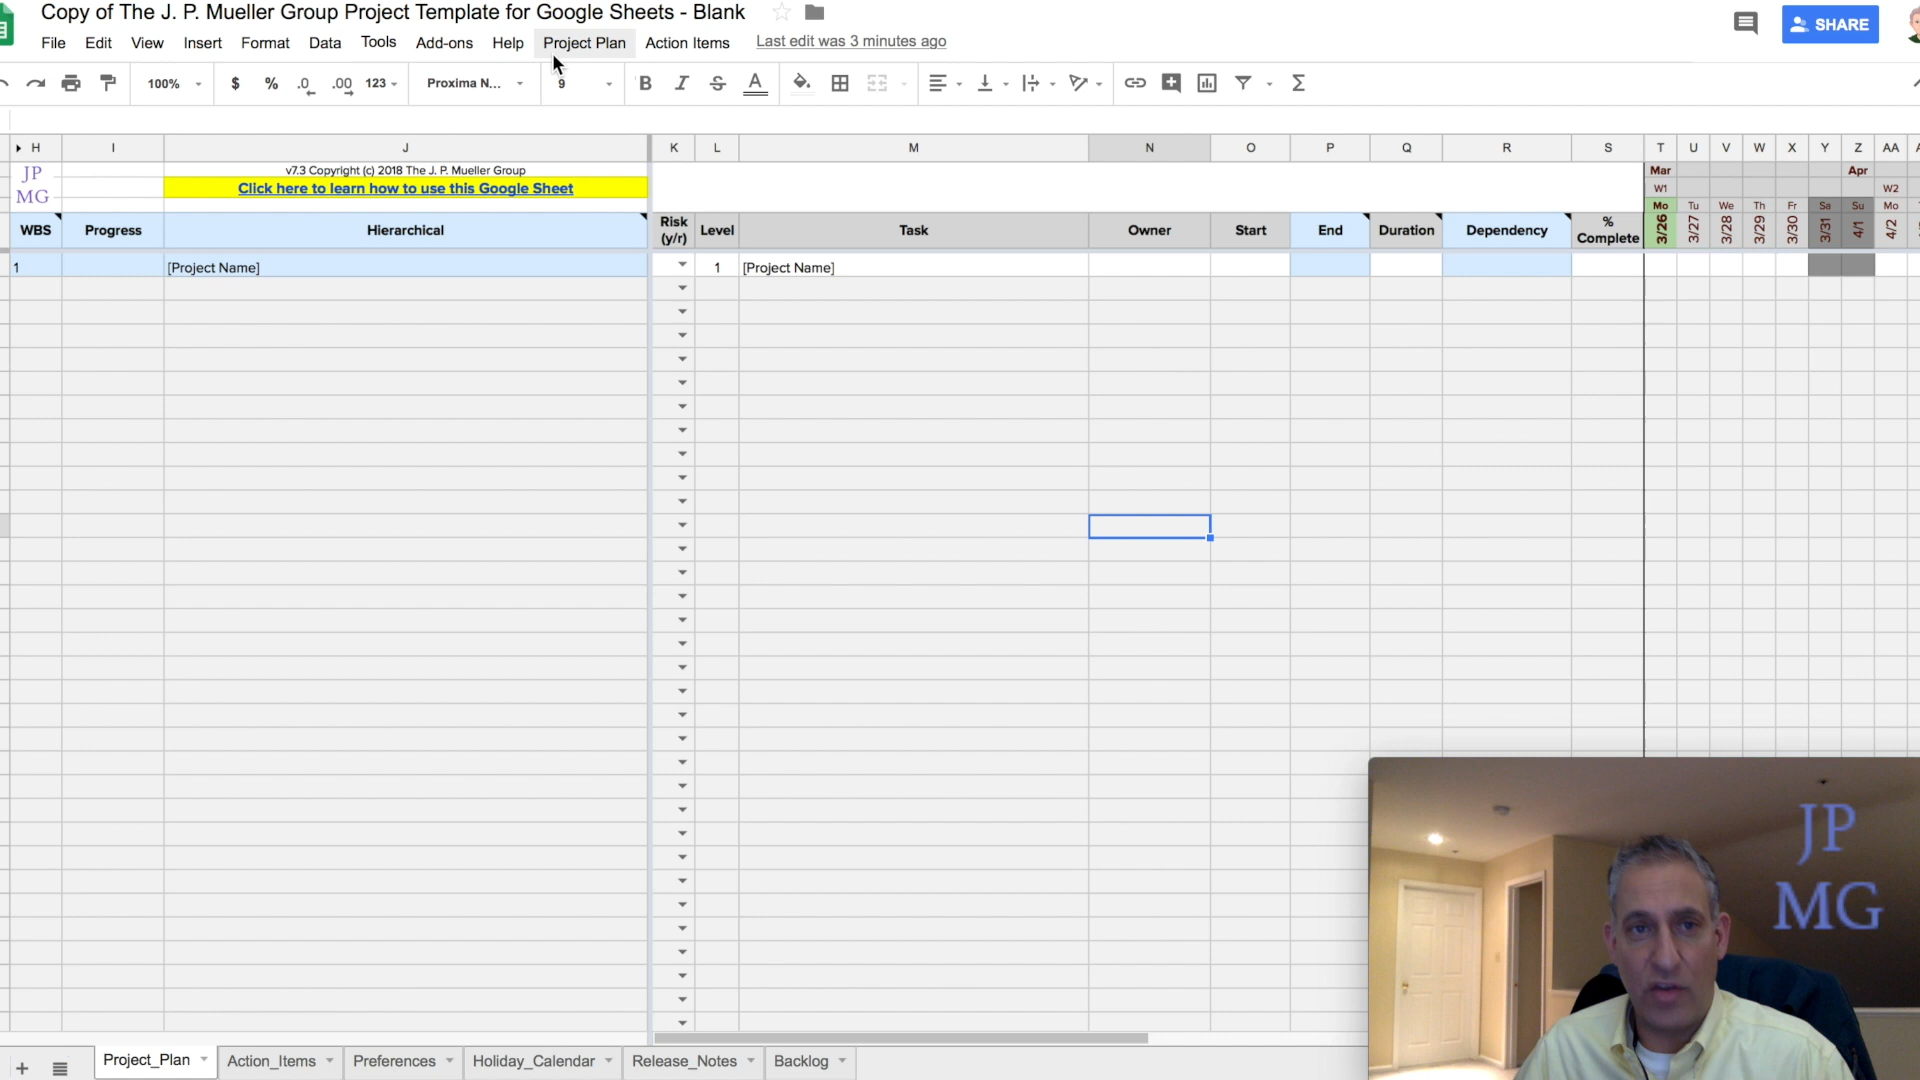 Copy of The J. P. Mueller Group Project Template for Google Sheets - Blank
File Edit View Insert Format Data Tools Add-ons Help Project Plan Action Items Last edit was 3 minutes ago
SHARE
100% $ % .0 .00 123 Proxima N... 9 B I S A Σ
H I J K L M N O P Q R S T U V W X Y Z AA
JP
MG
v7.3 Copyright (c) 2018 The J. P. Mueller Group
Click here to learn how to use this Google Sheet
Mar Apr
W1 W2
Mo Tu We Th Fr Sa Su Mo
3/26 3/27 3/28 3/29 3/30 3/31 4/1 4/2
WBS Progress Hierarchical Risk (y/r) Level Task Owner Start End Duration Dependency % Complete
1 [Project Name] 1 [Project Name]
JP
MG
Project_Plan Action_Items Preferences Holiday_Calendar Release_Notes Backlog